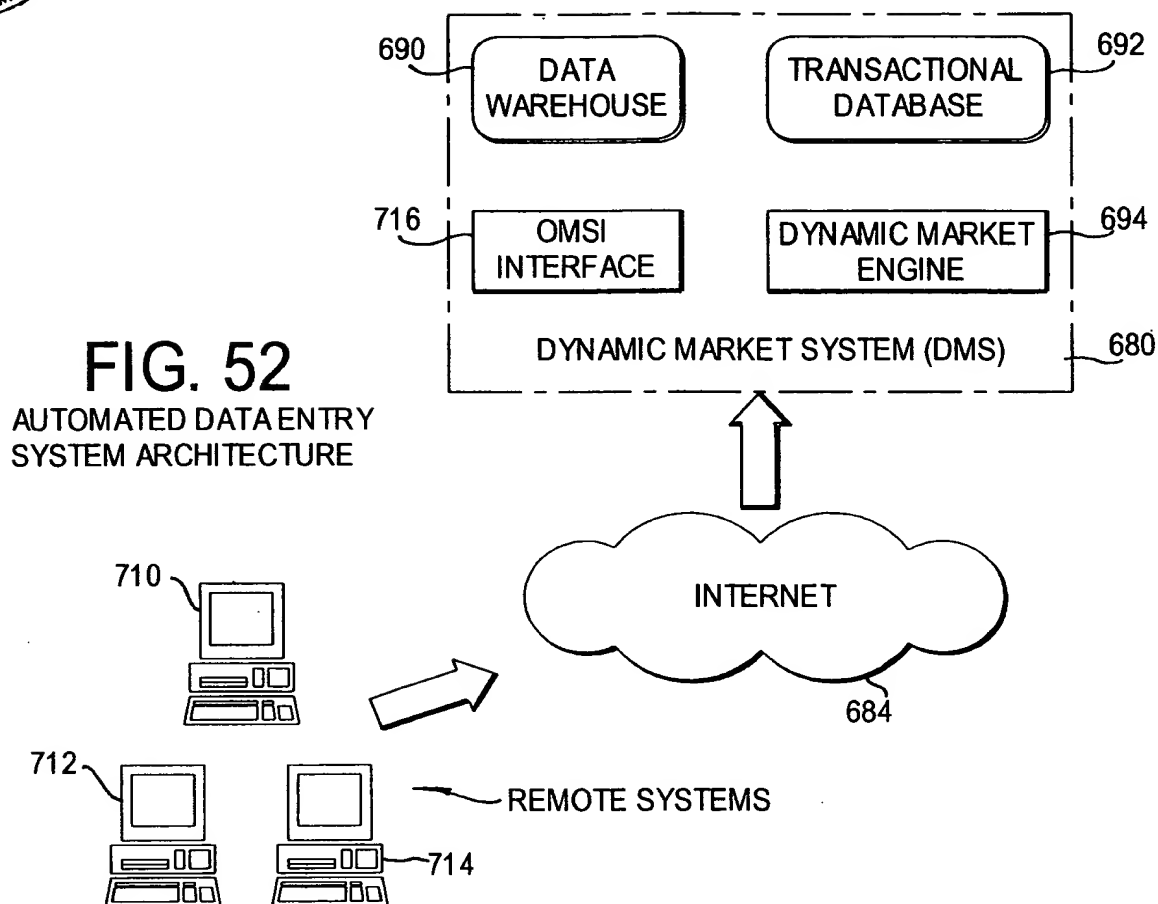 690
DATA
WAREHOUSE
TRANSACTIONAL
DATABASE
692
716
OMSI
INTERFACE
DYNAMIC MARKET
ENGINE
694
DYNAMIC MARKET SYSTEM (DMS)
680
FIG. 52
AUTOMATED DATA ENTRY
SYSTEM ARCHITECTURE
INTERNET
684
710
712
714
REMOTE SYSTEMS